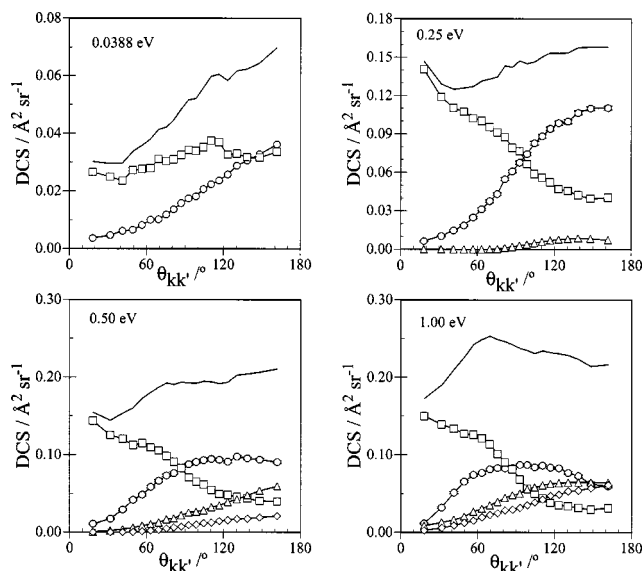 0.08
0.0388 eV
0.06
0.04
0.02
0.00
DCS / Å² sr⁻¹
0 60 120 180
θkk' /º
0.18
0.25 eV
0.15
0.12
0.09
0.06
0.03
0.00
DCS / Å² sr⁻¹
0 60 120 180
θkk' /º
0.30
0.50 eV
0.20
0.10
0.00
DCS / Å² sr⁻¹
0 60 120 180
θkk' /º
0.30
1.00 eV
0.20
0.10
0.00
DCS / Å² sr⁻¹
0 60 120 180
θkk' /º